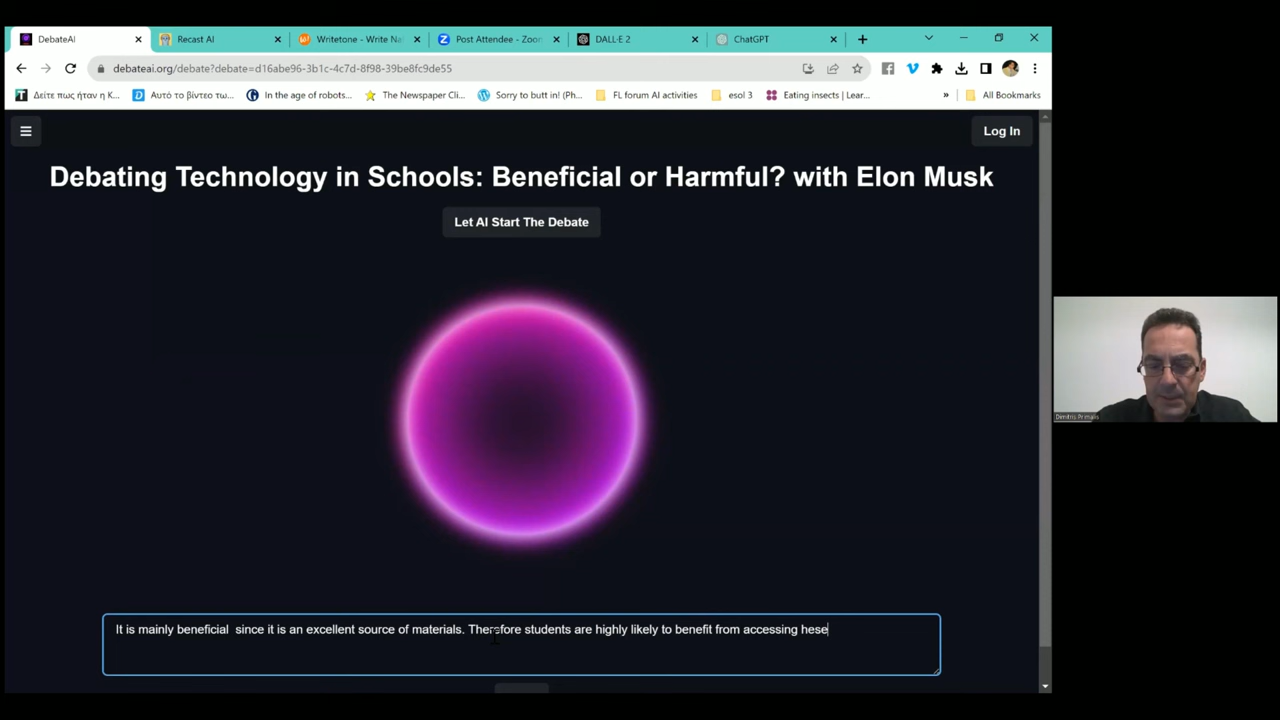 DebateAI
Recast AI
Writetone - Write Na
Post Attendee - Zoon
DALL·E 2
ChatGPT
debateai.org/debate?debate=d16abe96-3b1c-4c7d-8f98-39be8fc9de55
Δείτε πως ήταν η Κ...
Αυτό το βίντεο τω...
In the age of robots...
The Newspaper Cli...
Sorry to butt in! (Ph...
FL forum AI activities
esol 3
Eating insects | Lear...
»
All Bookmarks
Log In
Debating Technology in Schools: Beneficial or Harmful? with Elon Musk
Let AI Start The Debate
It is mainly beneficial since it is an excellent source of materials. Therefore students are highly likely to benefit from accessing hese
Dimitris Primalis